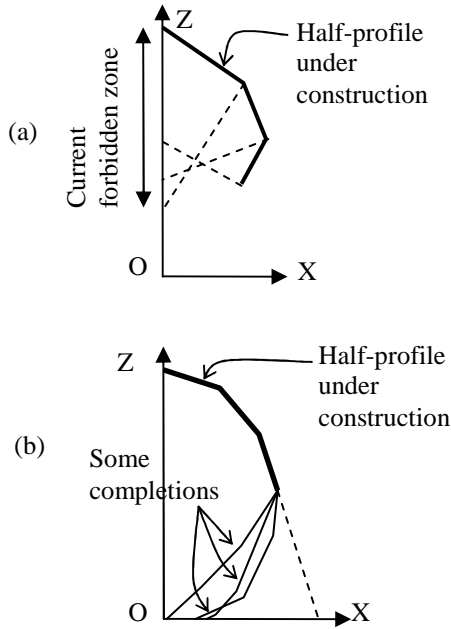 Z
Half-profile
under
construction
(a)
Current
forbidden zone
O
X
Z
Half-profile
under
construction
(b)
Some
completions
O
X